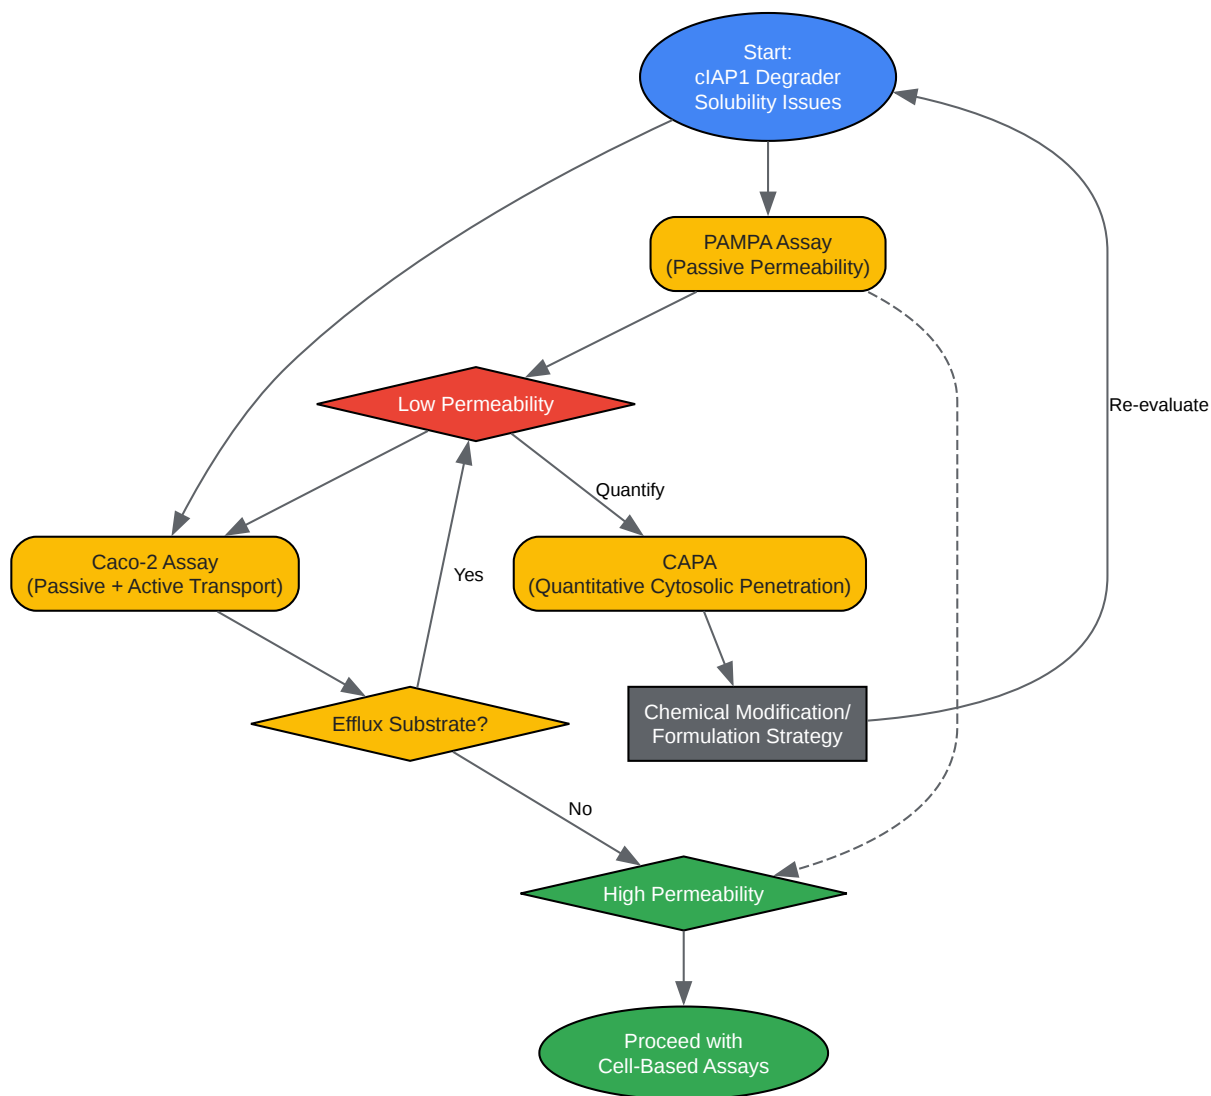 Start:
cIAP1 Degrader
Solubility Issues
PAMPA Assay
(Passive Permeability)
Low Permeability
Re-evaluate
Quantify
Caco-2 Assay
(Passive + Active Transport)
Yes
CAPA
(Quantitative Cytosolic Penetration)
Efflux Substrate?
Chemical Modification/
Formulation Strategy
No
High Permeability
Proceed with
Cell-Based Assays